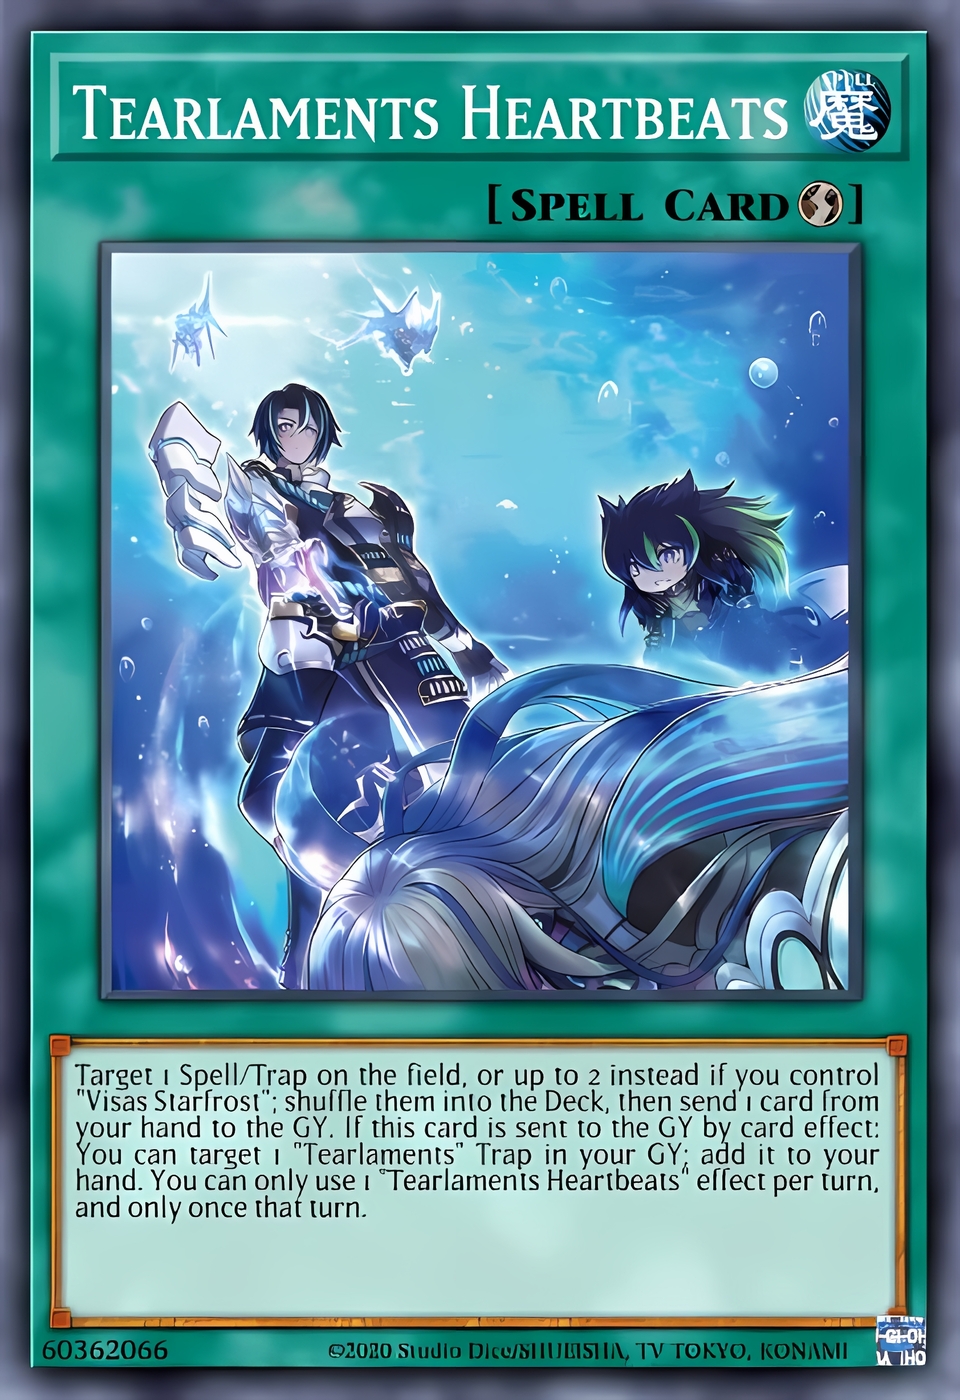 Tearlaments Heartbeats 魔
[Spell Card]
Target 1 Spell/Trap on the field, or up to 2 instead if you control
"Visas Starfrost"; shuffle them into the Deck, then send 1 card from
your hand to the GY. If this card is sent to the GY by card effect:
You can target 1 "Tearlaments" Trap in your GY; add it to your
hand. You can only use 1 "Tearlaments Heartbeats" effect per turn,
and only once that turn.
60362066 ©2020 Studio Dice/SHUEISHA, TV TOKYO, KONAMI